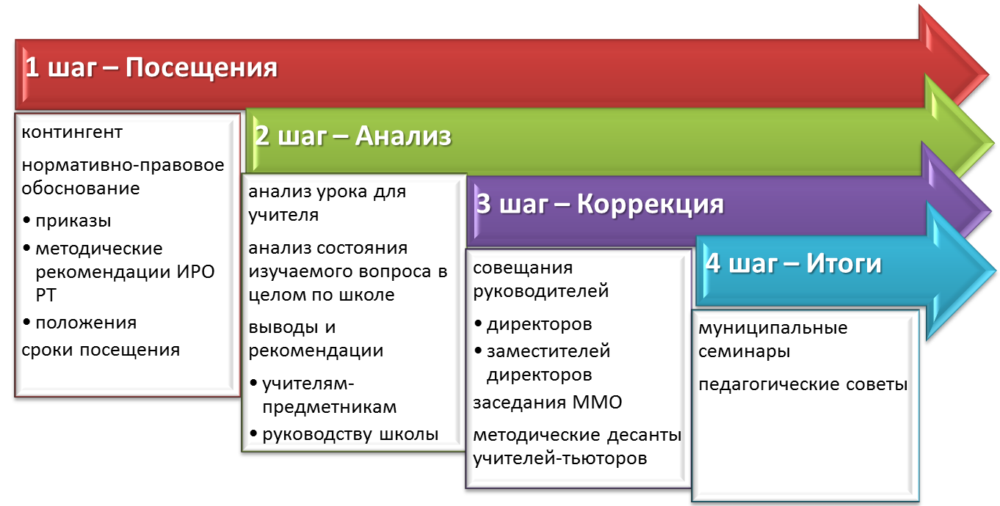 1 шаг – Посещения
контингент
нормативно-правовое
обоснование
• приказы
• методические
рекомендации ИРО
РТ
• положения
сроки посещения
2 шаг – Анализ
анализ урока для
учителя
анализ состояния
изучаемого вопроса в
целом по школе
выводы и
рекомендации
• учителям-
предметникам
• руководству школы
3 шаг – Коррекция
совещания
руководителей
• директоров
• заместителей
директоров
заседания ММО
методические десанты
учителей-тьюторов
4 шаг – Итоги
муниципальные
семинары
педагогические советы